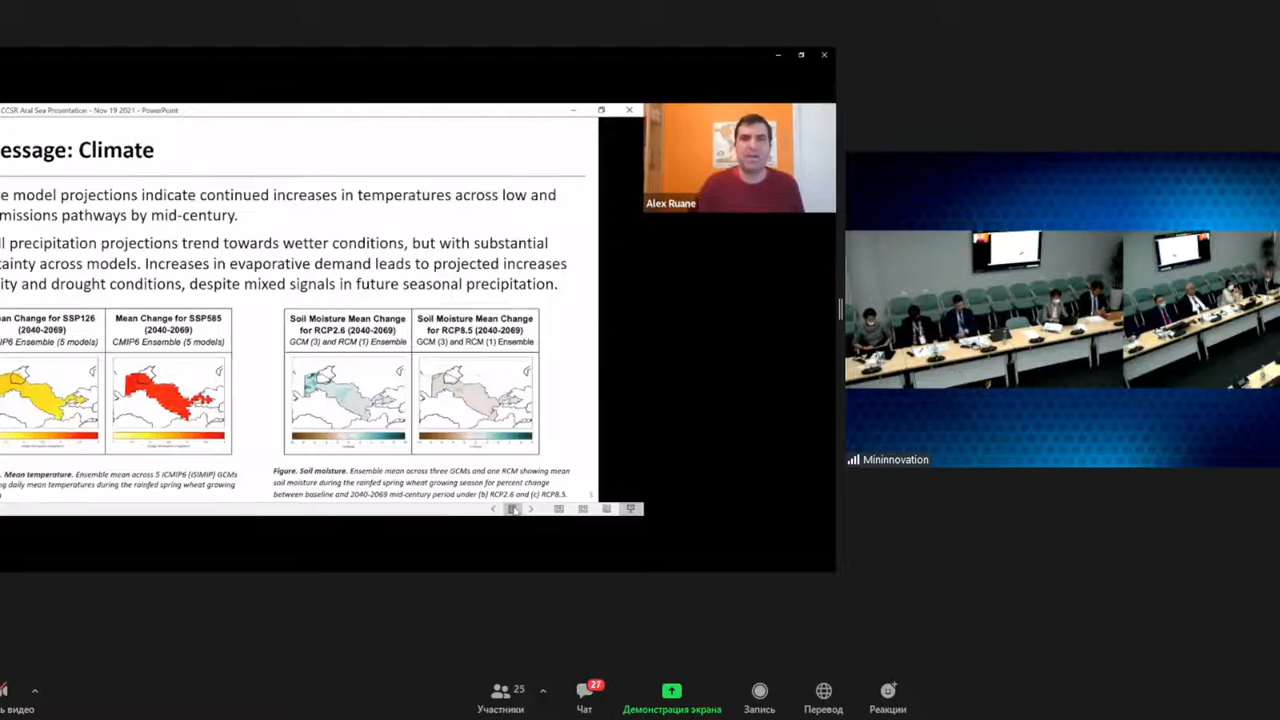 CCSR Aral Sea Presentation - Nov 19 2021 - PowerPoint
essage: Climate
e model projections indicate continued increases in temperatures across low and
missions pathways by mid-century.
ll precipitation projections trend towards wetter conditions, but with substantial
tainty across models. Increases in evaporative demand leads to projected increases
ity and drought conditions, despite mixed signals in future seasonal precipitation.
an Change for SSP126
(2040-2069)
IP6 Ensemble (5 models)
Mean Change for SSP585
(2040-2069)
CMIP6 Ensemble (5 models)
Soil Moisture Mean Change
for RCP2.6 (2040-2069)
GCM (3) and RCM (1) Ensemble
Soil Moisture Mean Change
for RCP8.5 (2040-2069)
GCM (3) and RCM (1) Ensemble
. Mean temperature. Ensemble mean across 5 ICMIP6 (ISIMIP) GCMs
ng daily mean temperatures during the rainfed spring wheat growing
Figure. Soil moisture. Ensemble mean across three GCMs and one RCM showing mean
soil moisture during the rainfed spring wheat growing season for percent change
between baseline and 2040-2069 mid-century period under (b) RCP2.6 and (c) RCP8.5.
3
Alex Ruane
Mininnovation
ь видео
25
Участники
27
Чат
Демонстрация экрана
Запись
Перевод
Реакции